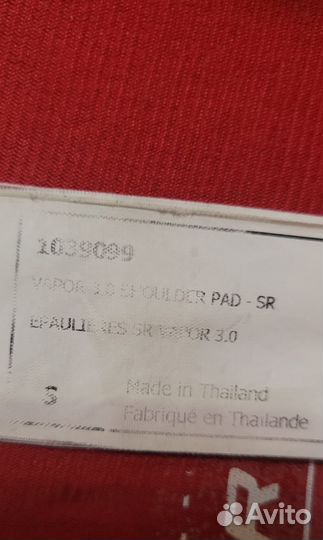 1039099
VAPOR 3.0 SHOULDER PAD - SR
EPAULIERES SR VAPOR 3.0
S
Made in Thailand
Fabriqué en Thaïlande
Avito